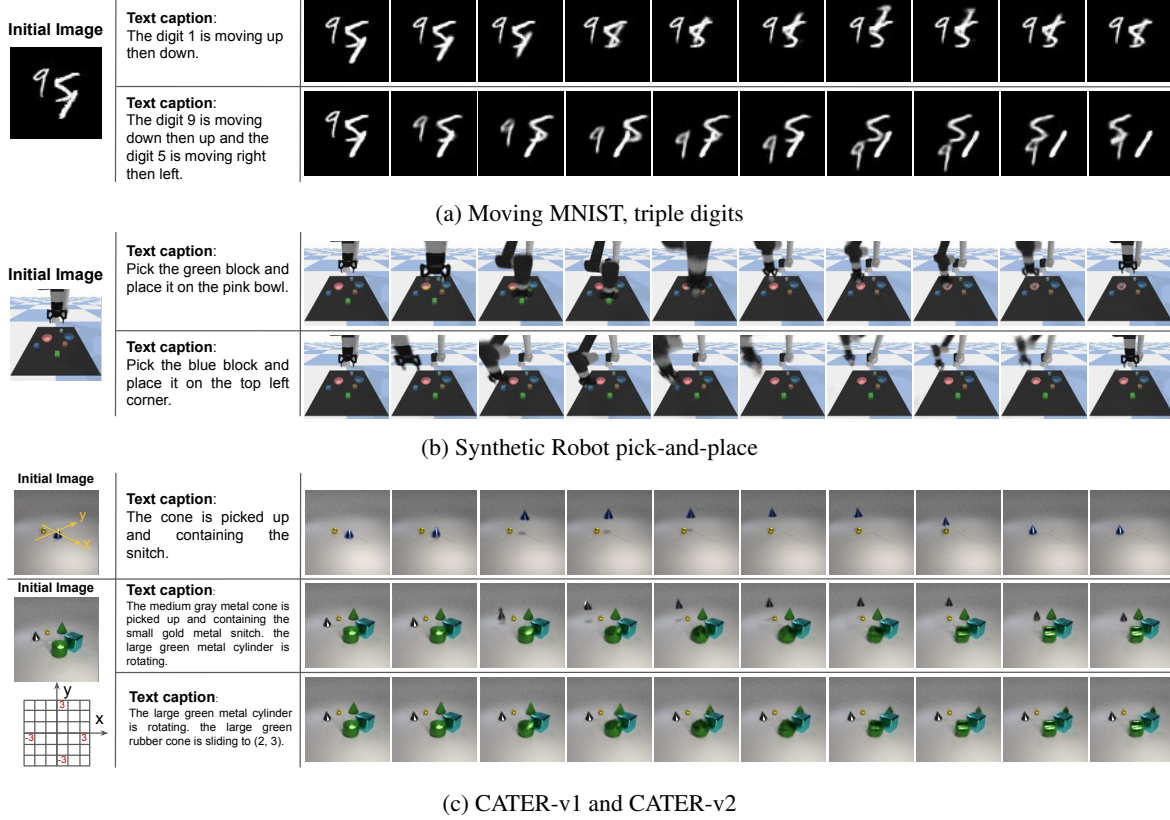 Initial Image
Text caption:
The digit 1 is moving up
then down.
Text caption:
The digit 9 is moving
down then up and the
digit 5 is moving right
then left.
(a) Moving MNIST, triple digits
Initial Image
Text caption:
Pick the green block and
place it on the pink bowl.
Text caption:
Pick the blue block and
place it on the top left
corner.
(b) Synthetic Robot pick-and-place
Initial Image
y
x
Text caption:
The cone is picked up
and containing the
snitch.
Initial Image
Text caption:
The medium gray metal cone is
picked up and containing the
small gold metal snitch. the
large green metal cylinder is
rotating.
y
x
3
-3
3
-3
Text caption:
The large green metal cylinder
is rotating. the large green
rubber cone is sliding to (2, 3).
(c) CATER-v1 and CATER-v2